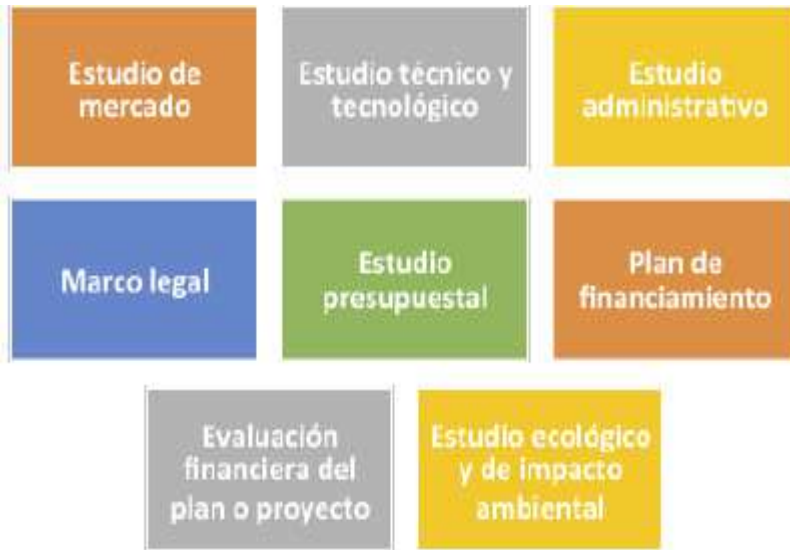 Estudio de
mercado
Estudio técnico y
tecnológico
Estudio
administrativo
Marco legal
Estudio
presupuestal
Plan de
financiamiento
Evaluación
financiera del
plan o proyecto
Estudio ecológico
y de impacto
ambiental